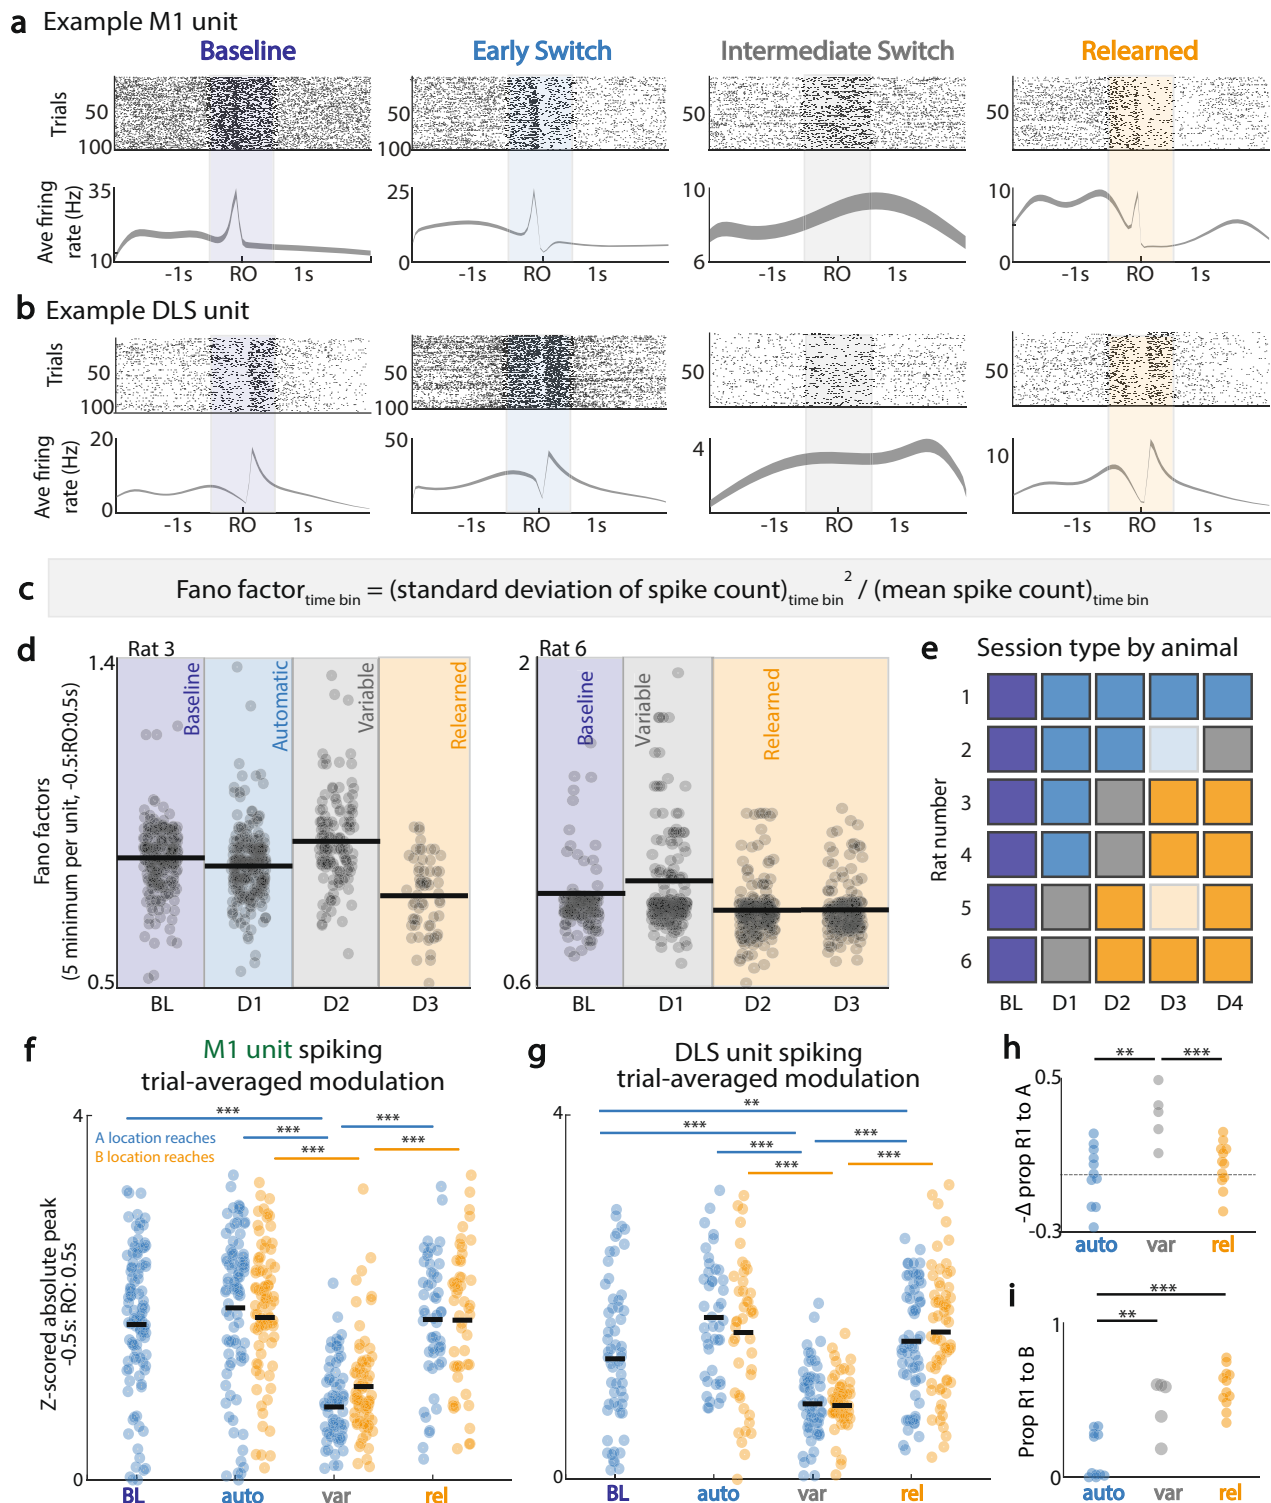 a Example M1 unit
Baseline Early Switch Intermediate Switch Relearned
Trials
50
100
50
100
50
50
Ave firing
rate (Hz)
35
10
25
0
10
6
10
0
-1s RO 1s
-1s RO 1s
-1s RO 1s
-1s RO 1s
b Example DLS unit
Trials
50
100
50
100
50
50
Ave firing
rate (Hz)
20
0
50
4
10
-1s RO 1s
-1s RO 1s
-1s RO 1s
-1s RO 1s
c
Fano factor time bin = (standard deviation of spike count) time bin 2 / (mean spike count) time bin
d
Rat 3
Fano factors
(5 minimum per unit, -0.5:RO:0.5s)
1.4
0.5
Baseline
Automatic
Variable
Relearned
BL D1 D2 D3
Rat 6
2
0.6
Baseline
Variable
Relearned
BL D1 D2 D3
e Session type by animal
Rat number
1
2
3
4
5
6
BL D1 D2 D3 D4
f M1 unit spiking
trial-averaged modulation
Z-scored absolute peak
-0.5s: RO: 0.5s
4
0
***
***
***
***
***
A location reaches
B location reaches
BL auto var rel
g DLS unit spiking
trial-averaged modulation
4
0
**
***
***
***
***
***
BL auto var rel
h
** ***
-Δ prop R1 to A
0.5
-0.3
auto var rel
i
***
**
Prop R1 to B
1
0
auto var rel